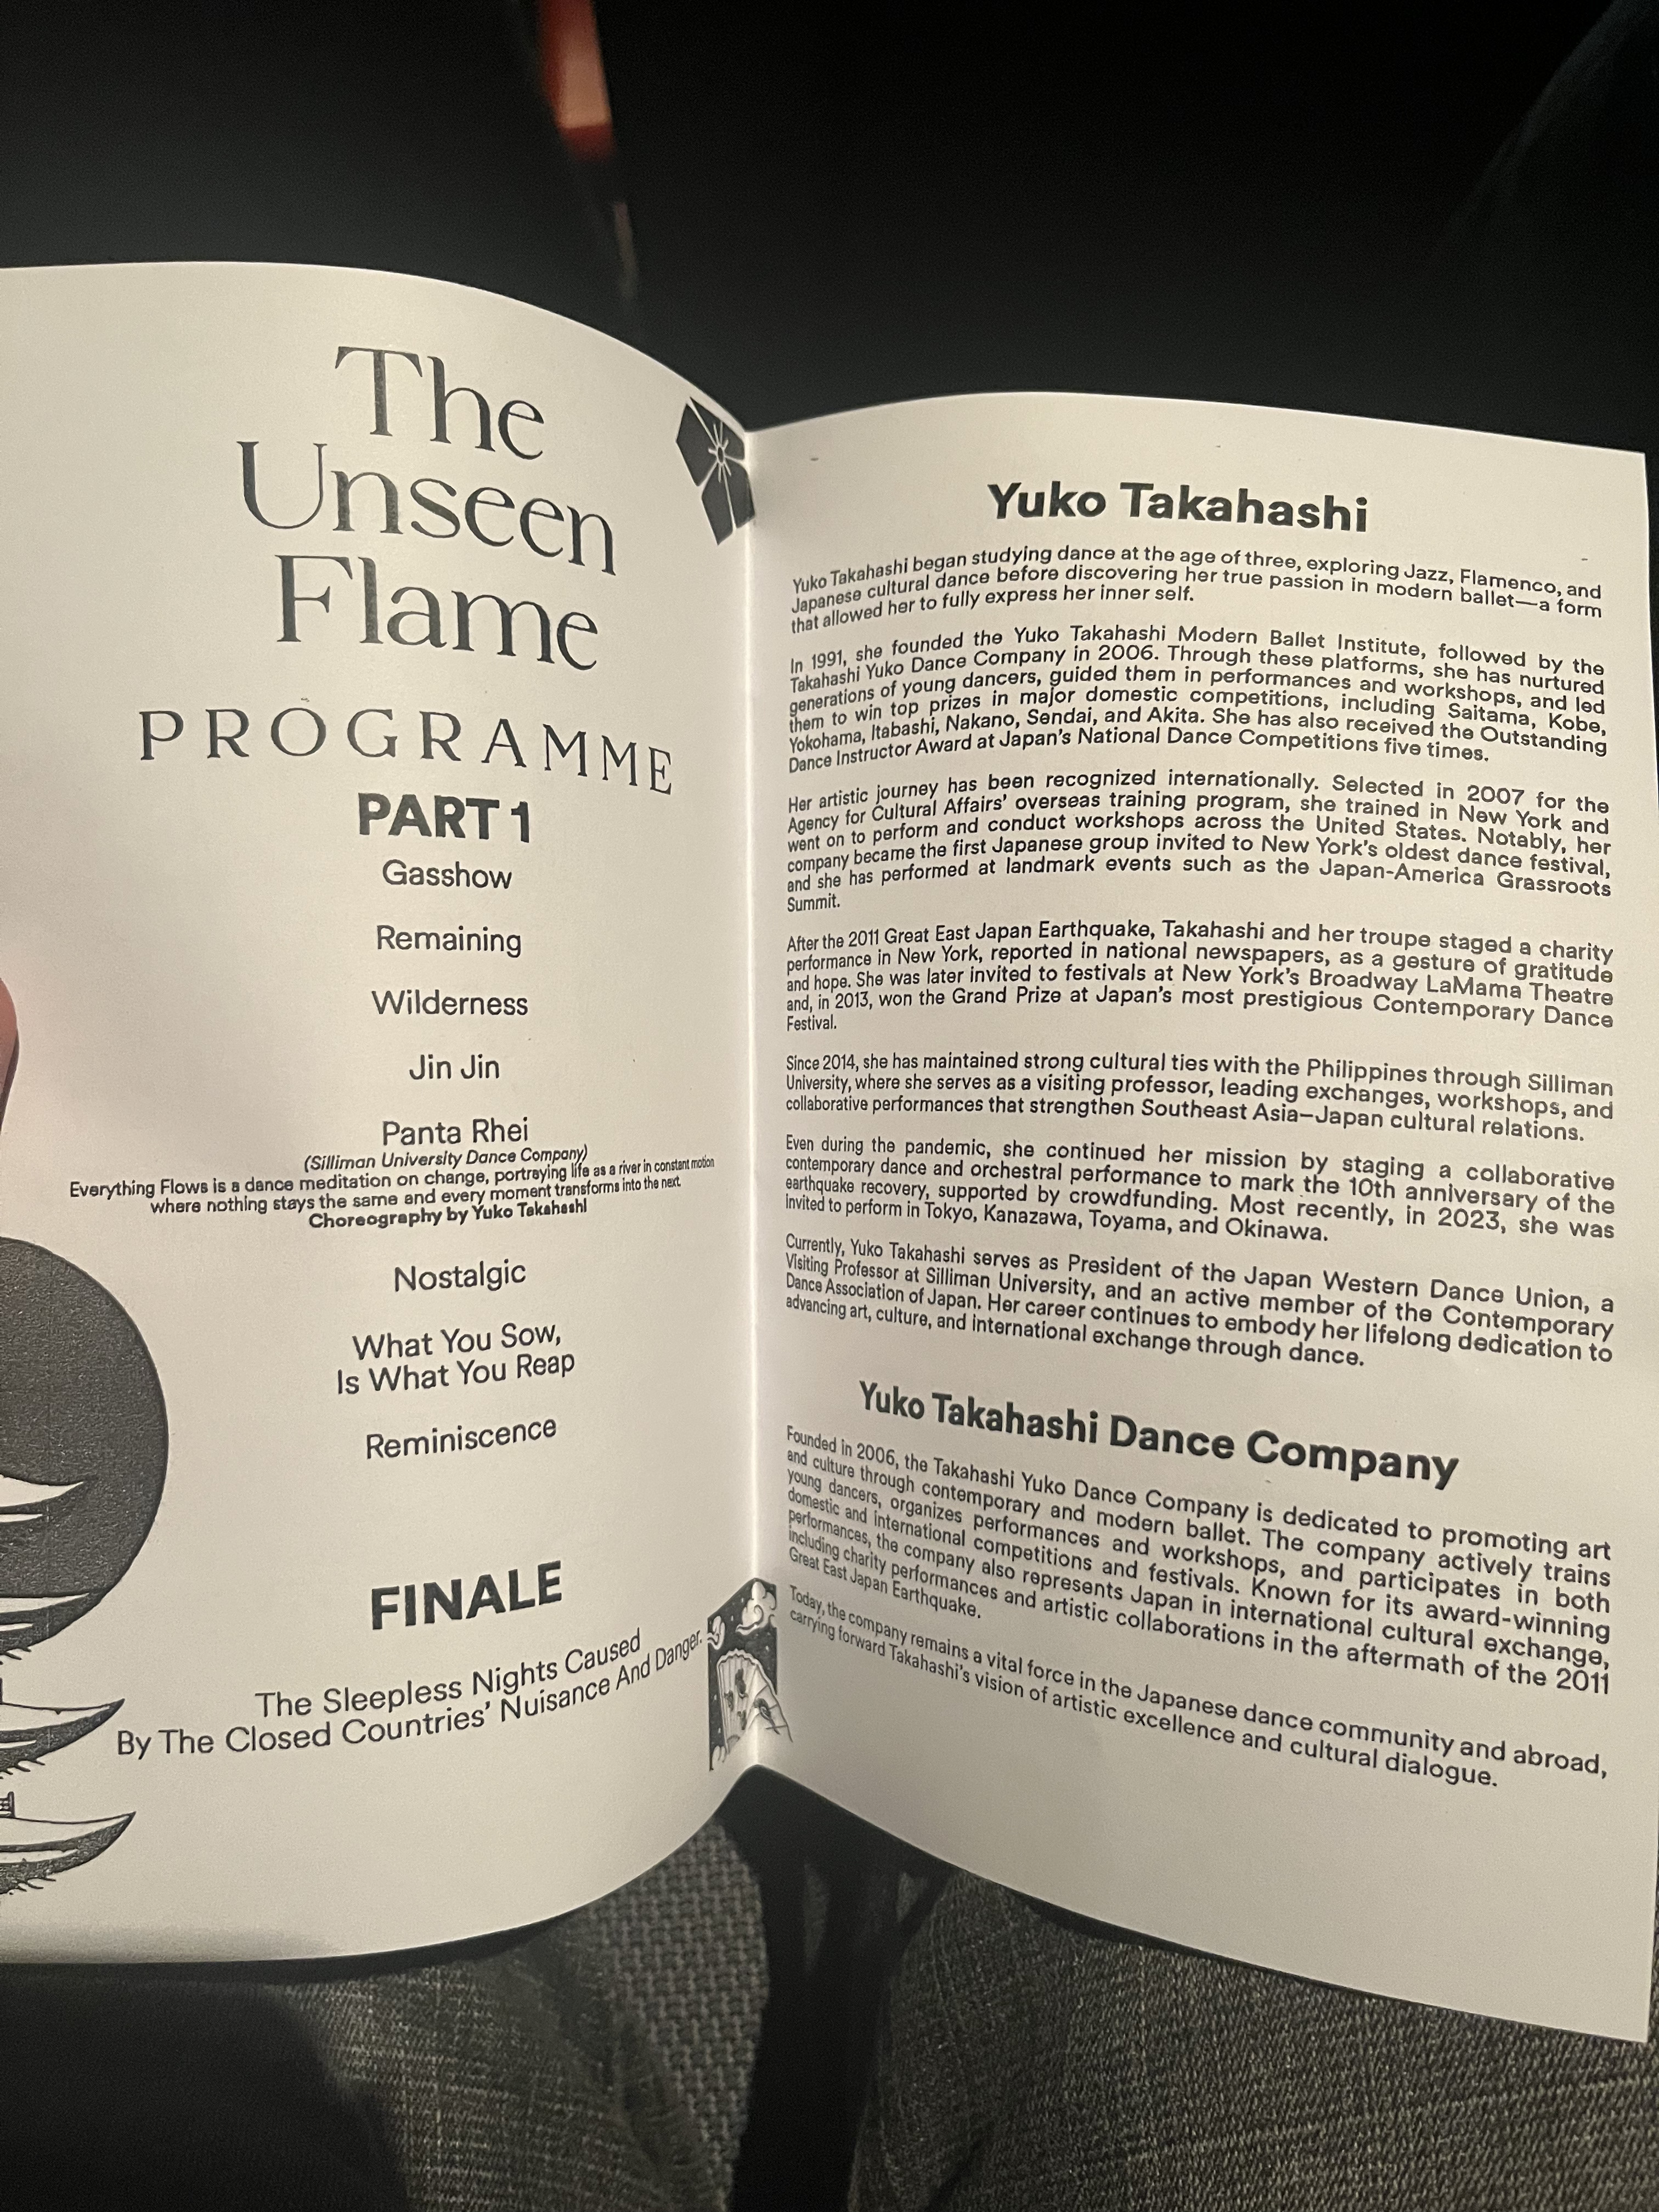 The
Unseen
Flame
PROGRAMME
PART 1
Gasshow
Remaining
Wilderness
Jin Jin
Panta Rhei
(Silliman University Dance Company)
Everything Flows is a dance meditation on change, portraying life as a river in constant motion
where nothing stays the same and every moment transforms into the next.
Choreography by Yuko Takahashi
Nostalgic
What You Sow,
Is What You Reap
Reminiscence
FINALE
The Sleepless Nights Caused
By The Closed Countries' Nuisance And Danger.
Yuko Takahashi
Yuko Takahashi began studying dance at the age of three, exploring Jazz, Flamenco, and
Japanese cultural dance before discovering her true passion in modern ballet—a form
that allowed her to fully express her inner self.
In 1991, she founded the Yuko Takahashi Modern Ballet Institute, followed by the
Takahashi Yuko Dance Company in 2006. Through these platforms, she has nurtured
generations of young dancers, guided them in performances and workshops, and led
them to win top prizes in major domestic competitions, including Saitama, Kobe,
Yokohama, Itabashi, Nakano, Sendai, and Akita. She has also received the Outstanding
Dance Instructor Award at Japan's National Dance Competitions five times.
Her artistic journey has been recognized internationally. Selected in 2007 for the
Agency for Cultural Affairs' overseas training program, she trained in New York and
went on to perform and conduct workshops across the United States. Notably, her
company became the first Japanese group invited to New York's oldest dance festival,
and she has performed at landmark events such as the Japan-America Grassroots
Summit.
After the 2011 Great East Japan Earthquake, Takahashi and her troupe staged a charity
performance in New York, reported in national newspapers, as a gesture of gratitude
and hope. She was later invited to festivals at New York's Broadway LaMama Theatre
and, in 2013, won the Grand Prize at Japan's most prestigious Contemporary Dance
Festival.
Since 2014, she has maintained strong cultural ties with the Philippines through Silliman
University, where she serves as a visiting professor, leading exchanges, workshops, and
collaborative performances that strengthen Southeast Asia–Japan cultural relations.
Even during the pandemic, she continued her mission by staging a collaborative
contemporary dance and orchestral performance to mark the 10th anniversary of the
earthquake recovery, supported by crowdfunding. Most recently, in 2023, she was
invited to perform in Tokyo, Kanazawa, Toyama, and Okinawa.
Currently, Yuko Takahashi serves as President of the Japan Western Dance Union, a
Visiting Professor at Silliman University, and an active member of the Contemporary
Dance Association of Japan. Her career continues to embody her lifelong dedication to
advancing art, culture, and international exchange through dance.
Yuko Takahashi Dance Company
Founded in 2006, the Takahashi Yuko Dance Company is dedicated to promoting art
and culture through contemporary and modern ballet. The company actively trains
young dancers, organizes performances and workshops, and participates in both
domestic and international competitions and festivals. Known for its award-winning
performances, the company also represents Japan in international cultural exchange,
including charity performances and artistic collaborations in the aftermath of the 2011
Great East Japan Earthquake.
Today, the company remains a vital force in the Japanese dance community and abroad,
carrying forward Takahashi's vision of artistic excellence and cultural dialogue.